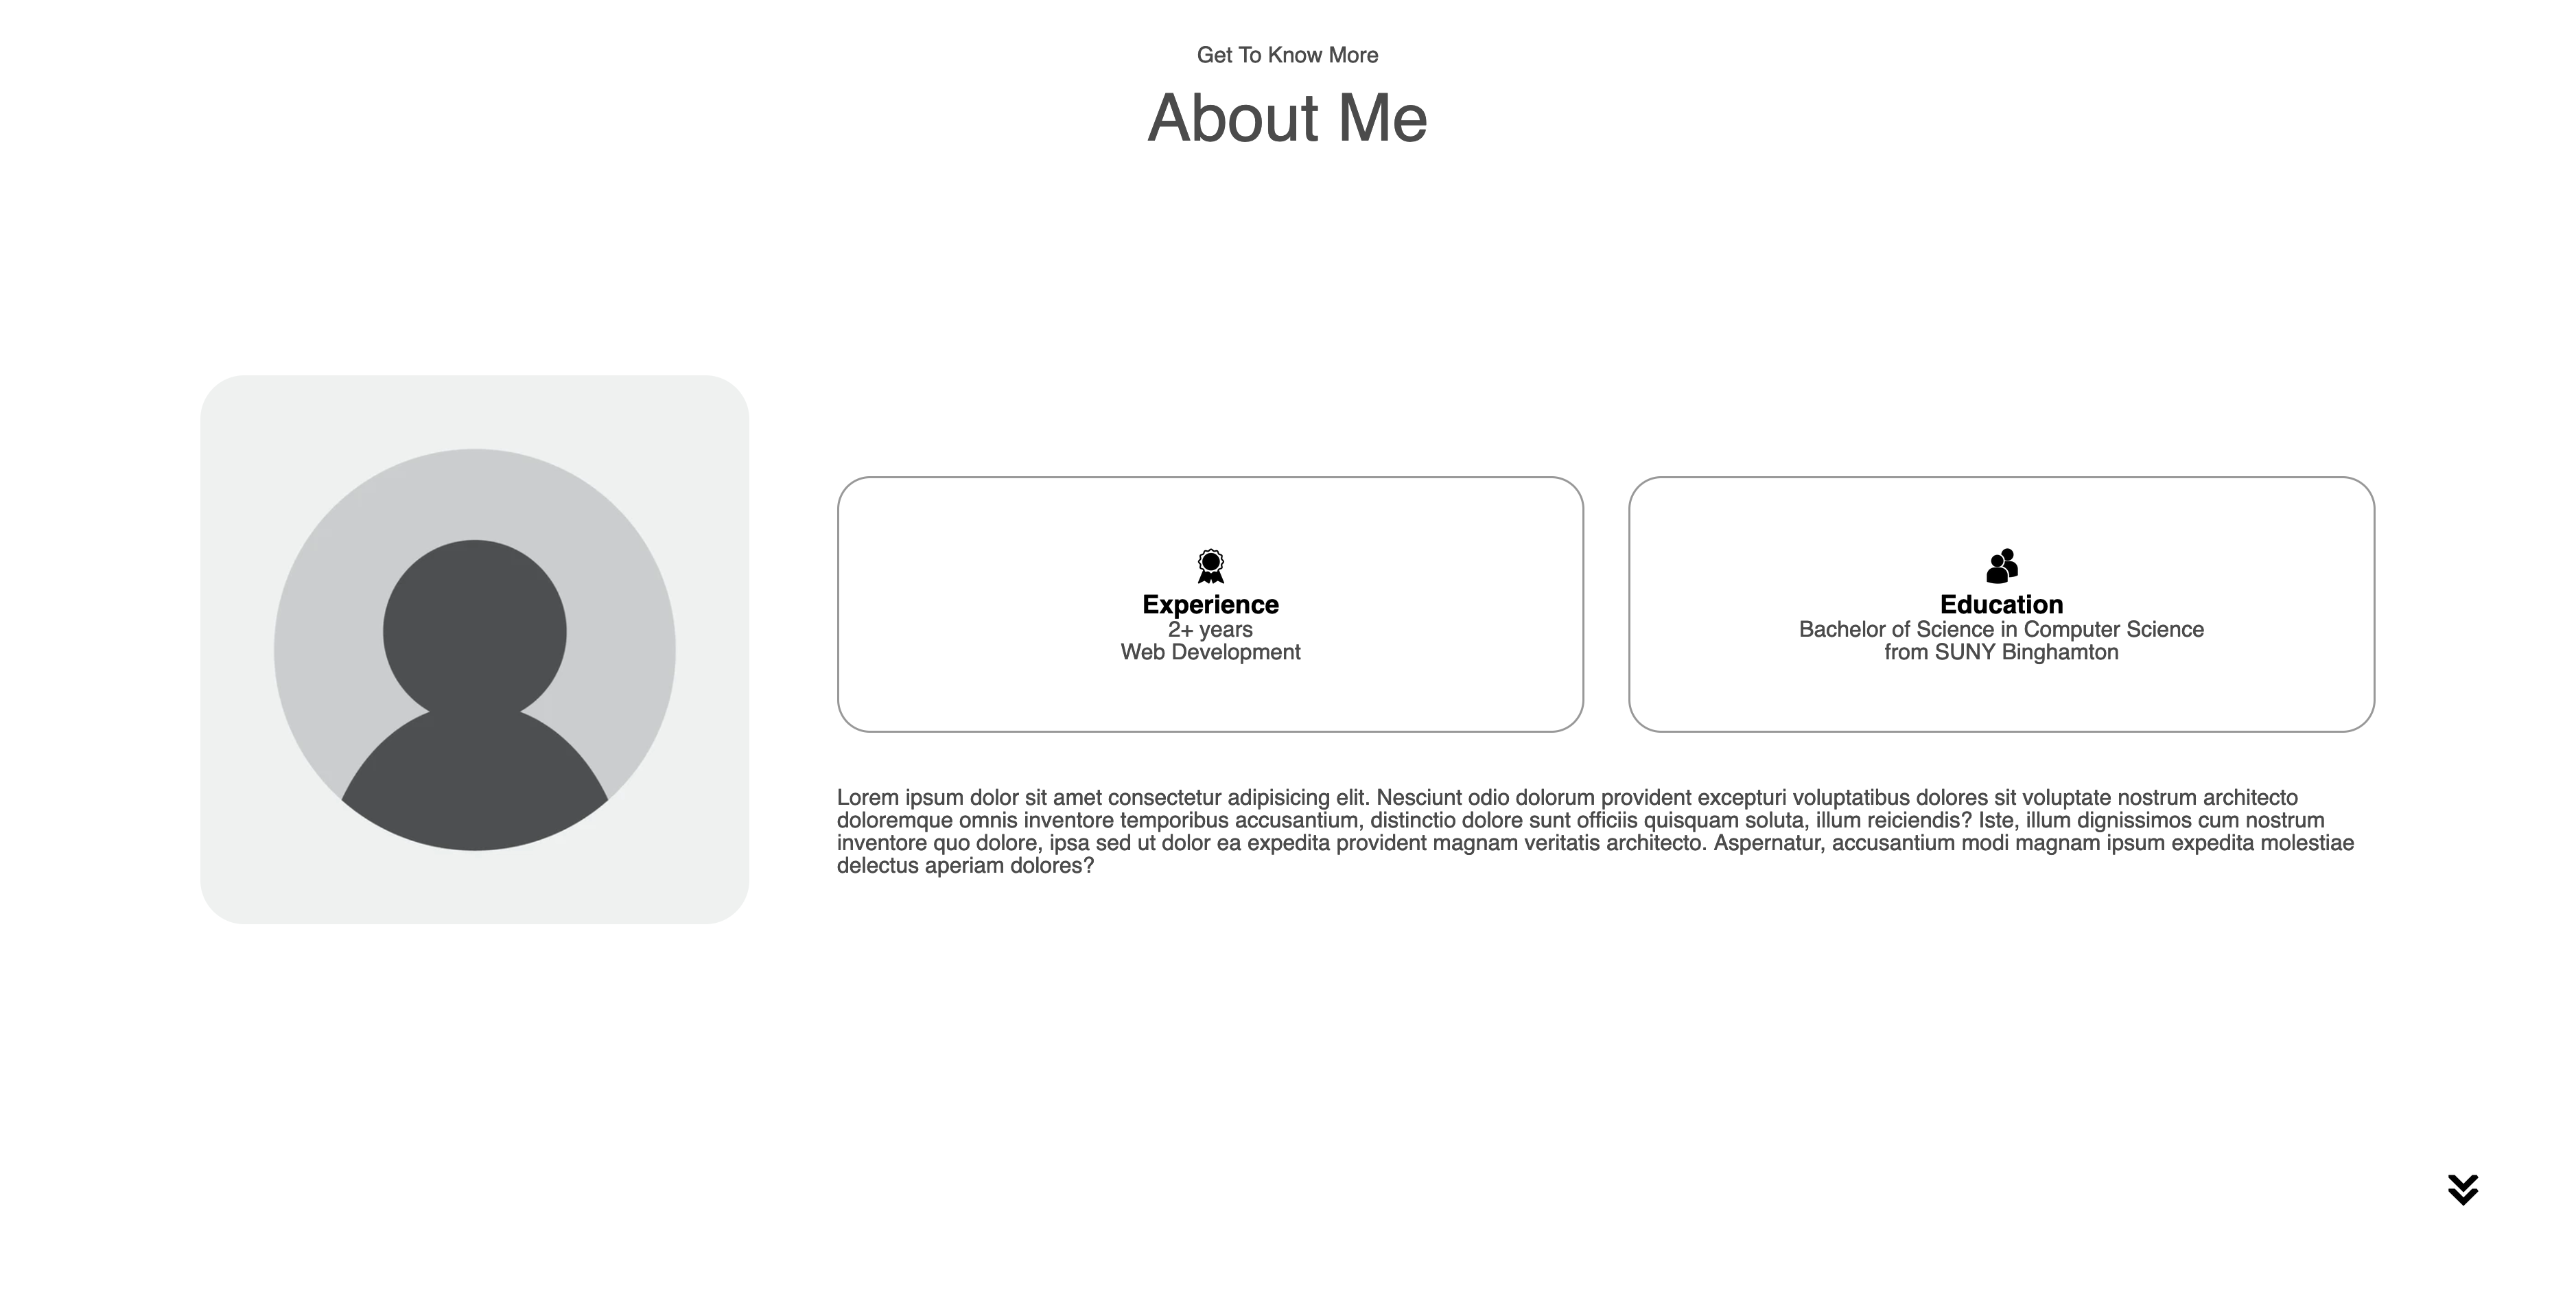 Get To Know More
About Me
Experience
2+ years
Web Development
Education
Bachelor of Science in Computer Science
from SUNY Binghamton
Lorem ipsum dolor sit amet consectetur adipisicing elit. Nesciunt odio dolorum provident excepturi voluptatibus dolores sit voluptate nostrum architecto
doloremque omnis inventore temporibus accusantium, distinctio dolore sunt officiis quisquam soluta, illum reiciendis? Iste, illum dignissimos cum nostrum
inventore quo dolore, ipsa sed ut dolor ea expedita provident magnam veritatis architecto. Aspernatur, accusantium modi magnam ipsum expedita molestiae
delectus aperiam dolores?